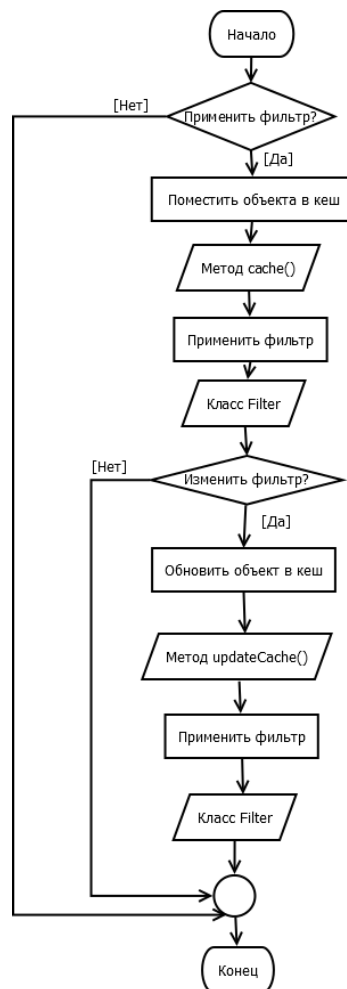 Начало
[Нет]
Применить фильтр?
[Да]
Поместить объекта в кеш
Метод cache()
Применить фильтр
Класс Filter
[Нет]
Изменить фильтр?
[Да]
Обновить объект в кеш
Метод updateCache()
Применить фильтр
Класс Filter
Конец